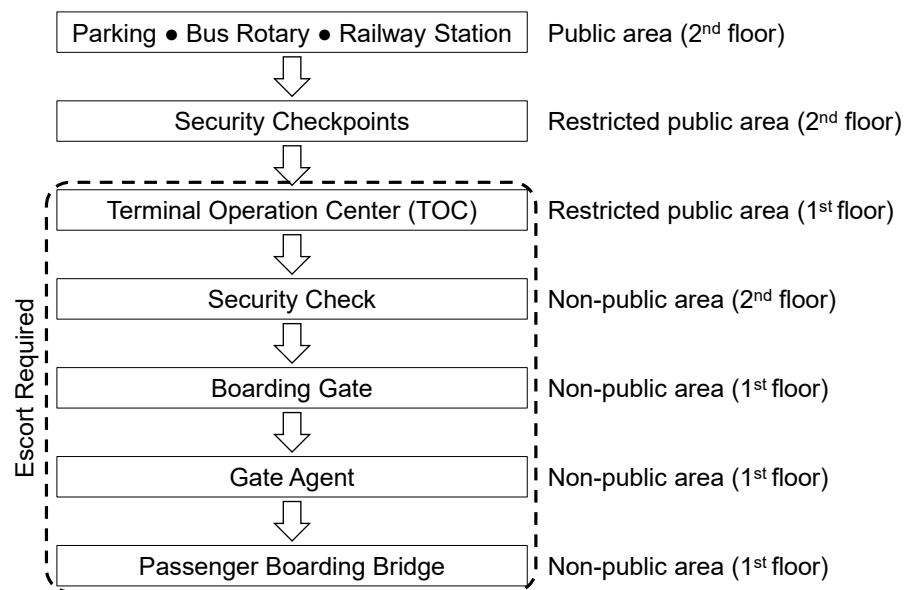 Parking ● Bus Rotary ● Railway Station Public area (2nd floor)
Security Checkpoints Restricted public area (2nd floor)
Terminal Operation Center (TOC) Restricted public area (1st floor)
Security Check Non-public area (2nd floor)
Boarding Gate Non-public area (1st floor)
Gate Agent Non-public area (1st floor)
Passenger Boarding Bridge Non-public area (1st floor)
Escort Required